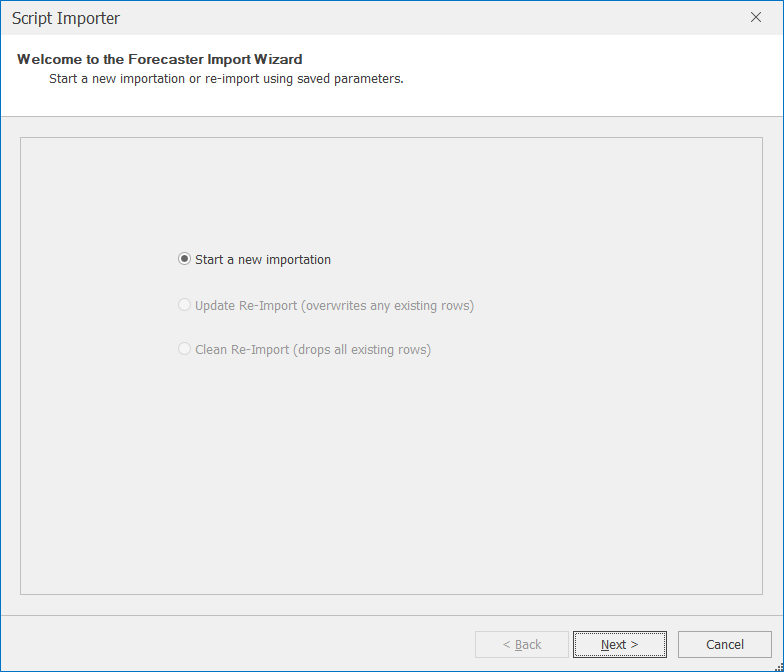 Script Importer
Welcome to the Forecaster Import Wizard
Start a new importation or re-import using saved parameters.
Start a new importation
Update Re-Import (overwrites any existing rows)
Clean Re-Import (drops all existing rows)
< Back
Next >
Cancel